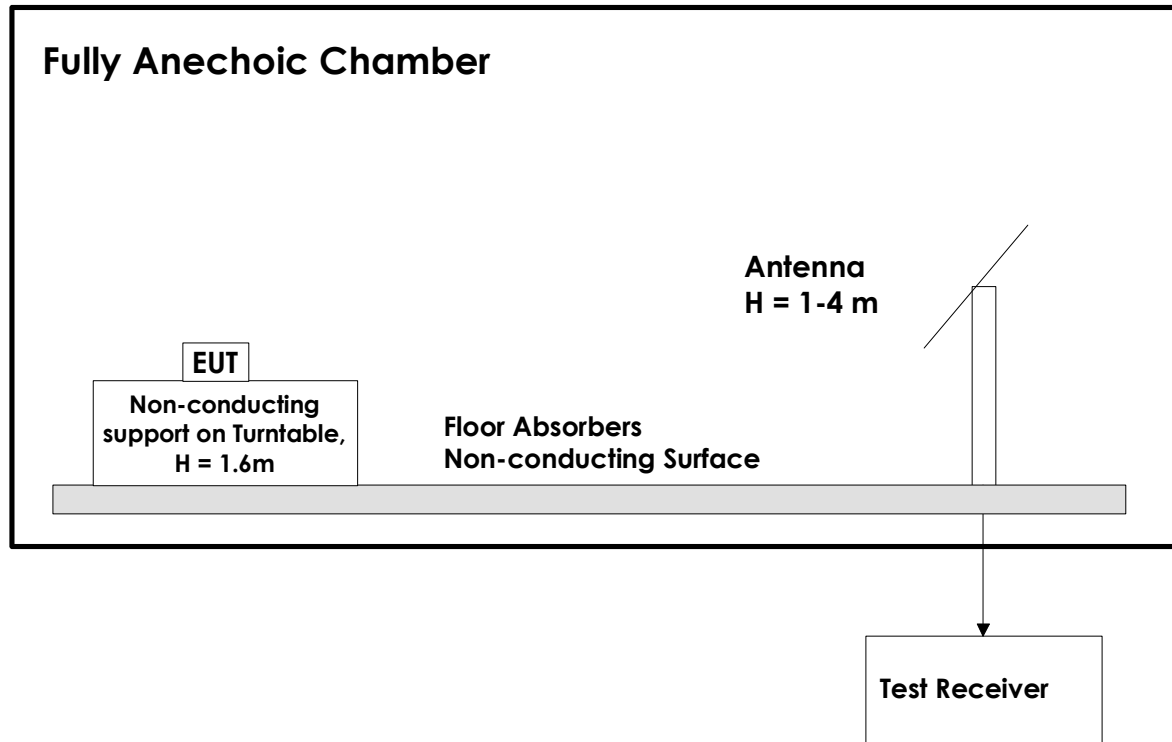 Fully Anechoic Chamber
Antenna
H = 1-4 m
EUT
Non-conducting
support on Turntable,
H = 1.6m
Floor Absorbers
Non-conducting Surface
Test Receiver